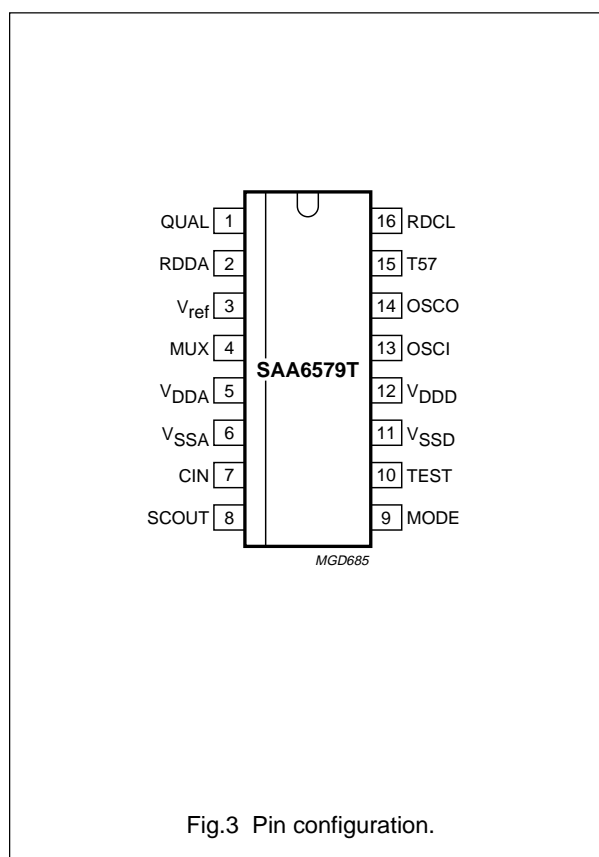 QUAL 1 16 RDCL
RDDA 2 15 T57
Vref 3 14 OSCO
MUX 4 13 OSCI
SAA6579T
VDDA 5 12 VDDD
VSSA 6 11 VSSD
CIN 7 10 TEST
SCOUT 8 9 MODE
MGD685
Fig.3 Pin configuration.